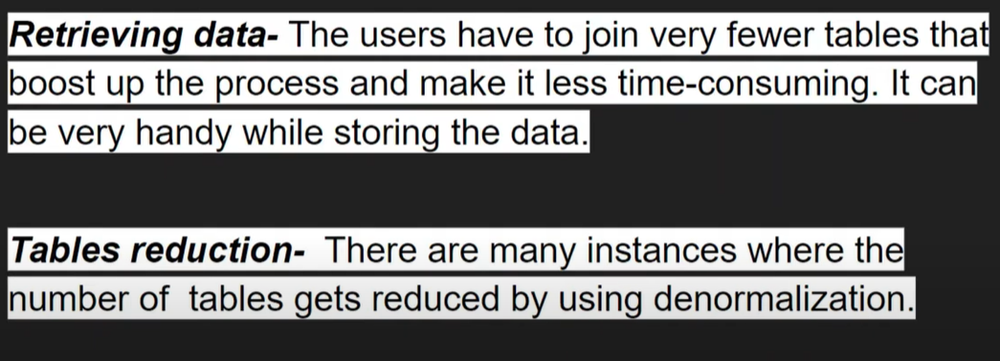 Retrieving data- The users have to join very fewer tables that
boost up the process and make it less time-consuming. It can
be very handy while storing the data.
Tables reduction-  There are many instances where the
number of  tables gets reduced by using denormalization.